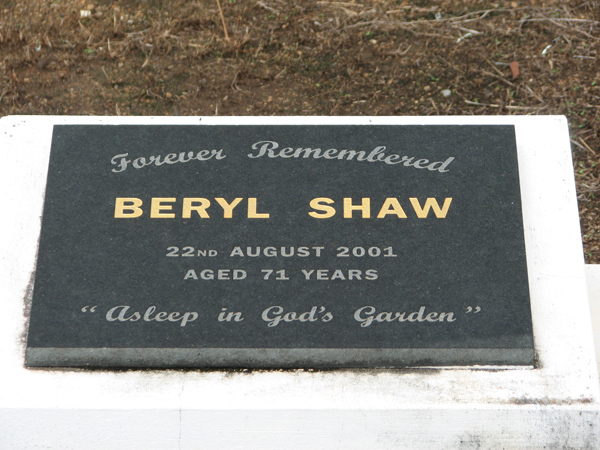 Forever Remembered
BERYL SHAW
22ND AUGUST 2001
AGED 71 YEARS
“Asleep in God's Garden”